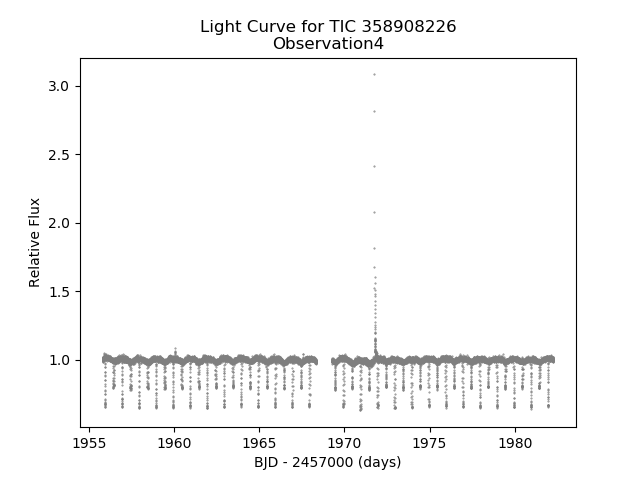 Light Curve for TIC 358908226
Observation4
3.0
2.5
2.0
1.5
1.0
Relative Flux
1955
1960
1965
1970
1975
1980
BJD - 2457000 (days)